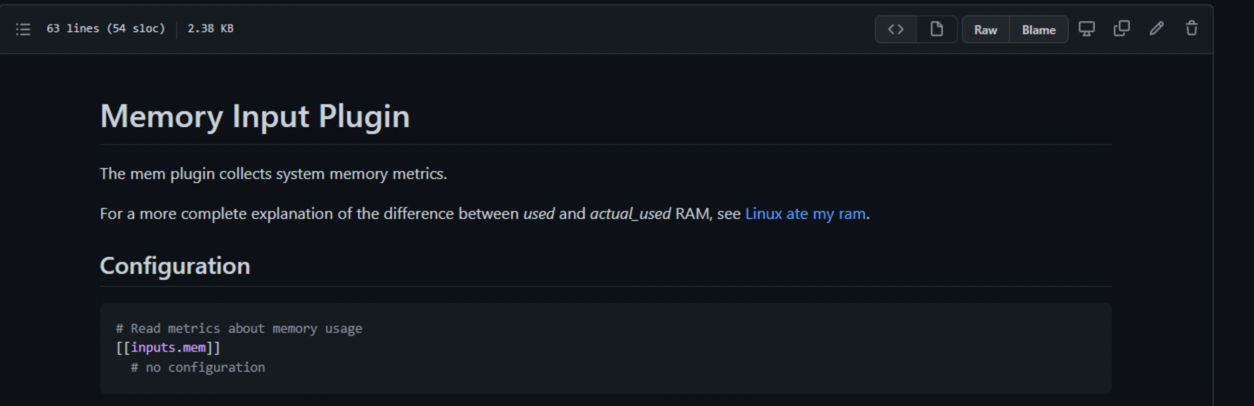 63 lines (54 sloc) 2.38 KB Raw Blame
Memory Input Plugin
The mem plugin collects system memory metrics.
For a more complete explanation of the difference between used and actual_used RAM, see Linux ate my ram.
Configuration
# Read metrics about memory usage
[[inputs.mem]]
  # no configuration